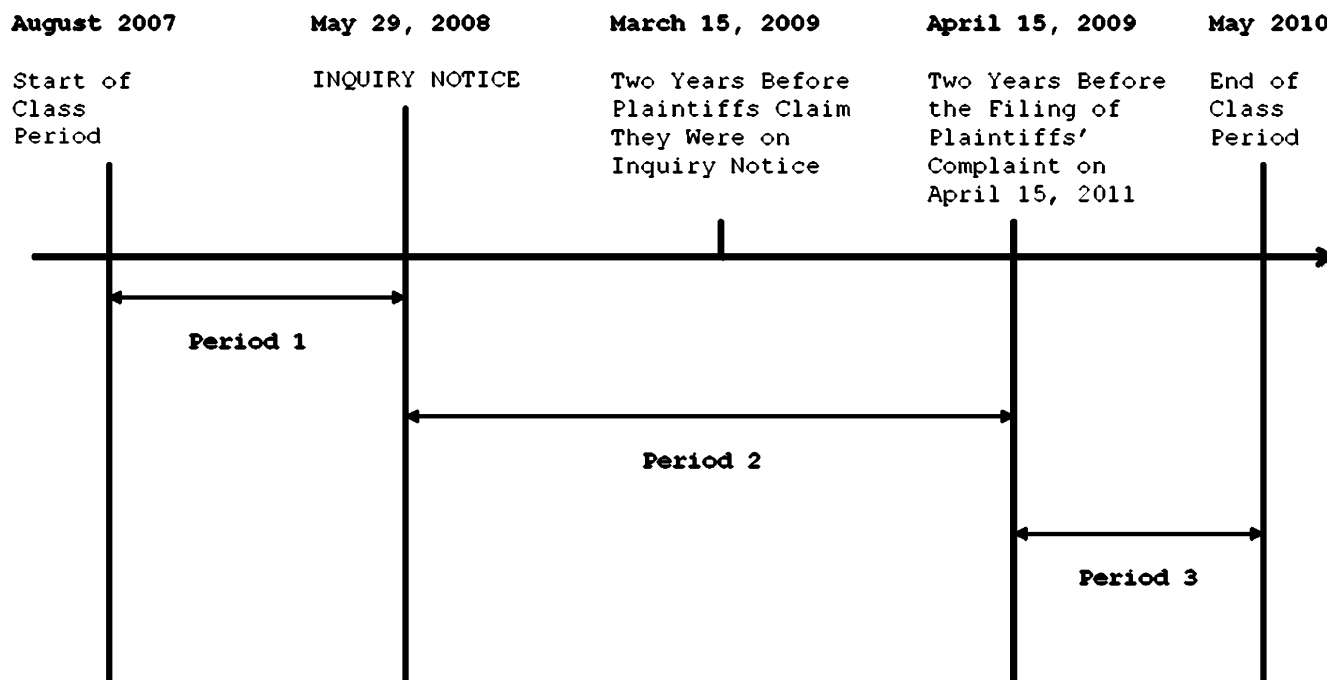 August 2007
Start of
Class
Period
May 29, 2008
INQUIRY NOTICE
March 15, 2009
Two Years Before
Plaintiffs Claim
They Were on
Inquiry Notice
April 15, 2009
Two Years Before
the Filing of
Plaintiffs'
Complaint on
April 15, 2011
May 2010
End of
Class
Period
Period 1
Period 2
Period 3